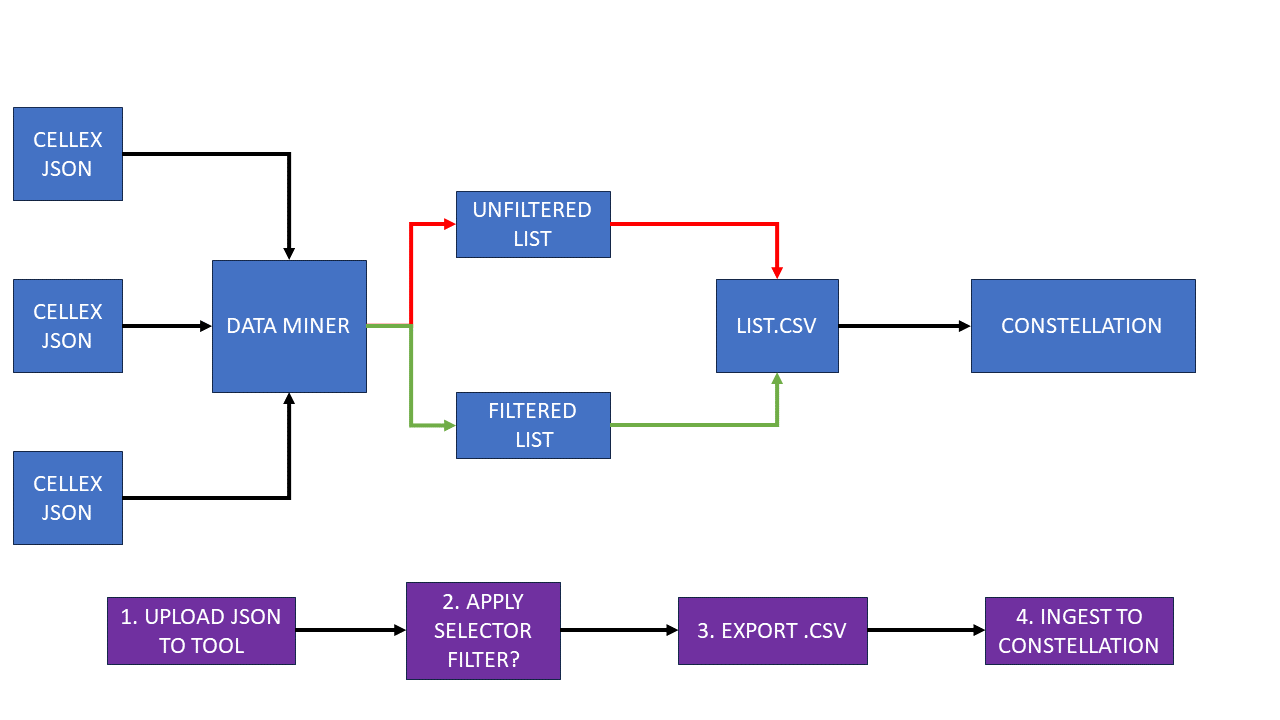 CELLEX
JSON
CELLEX
JSON
CELLEX
JSON
DATA MINER
UNFILTERED
LIST
FILTERED
LIST
LIST.CSV
CONSTELLATION
1. UPLOAD JSON
TO TOOL
2. APPLY
SELECTOR
FILTER?
3. EXPORT .CSV
4. INGEST TO
CONSTELLATION